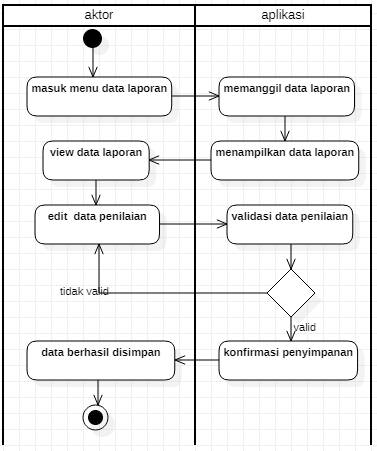 aktor
aplikasi
masuk menu data laporan
memanggil data laporan
view data laporan
menampilkan data laporan
edit data penilaian
validasi data penilaian
tidak valid
valid
data berhasil disimpan
konfirmasi penyimpanan